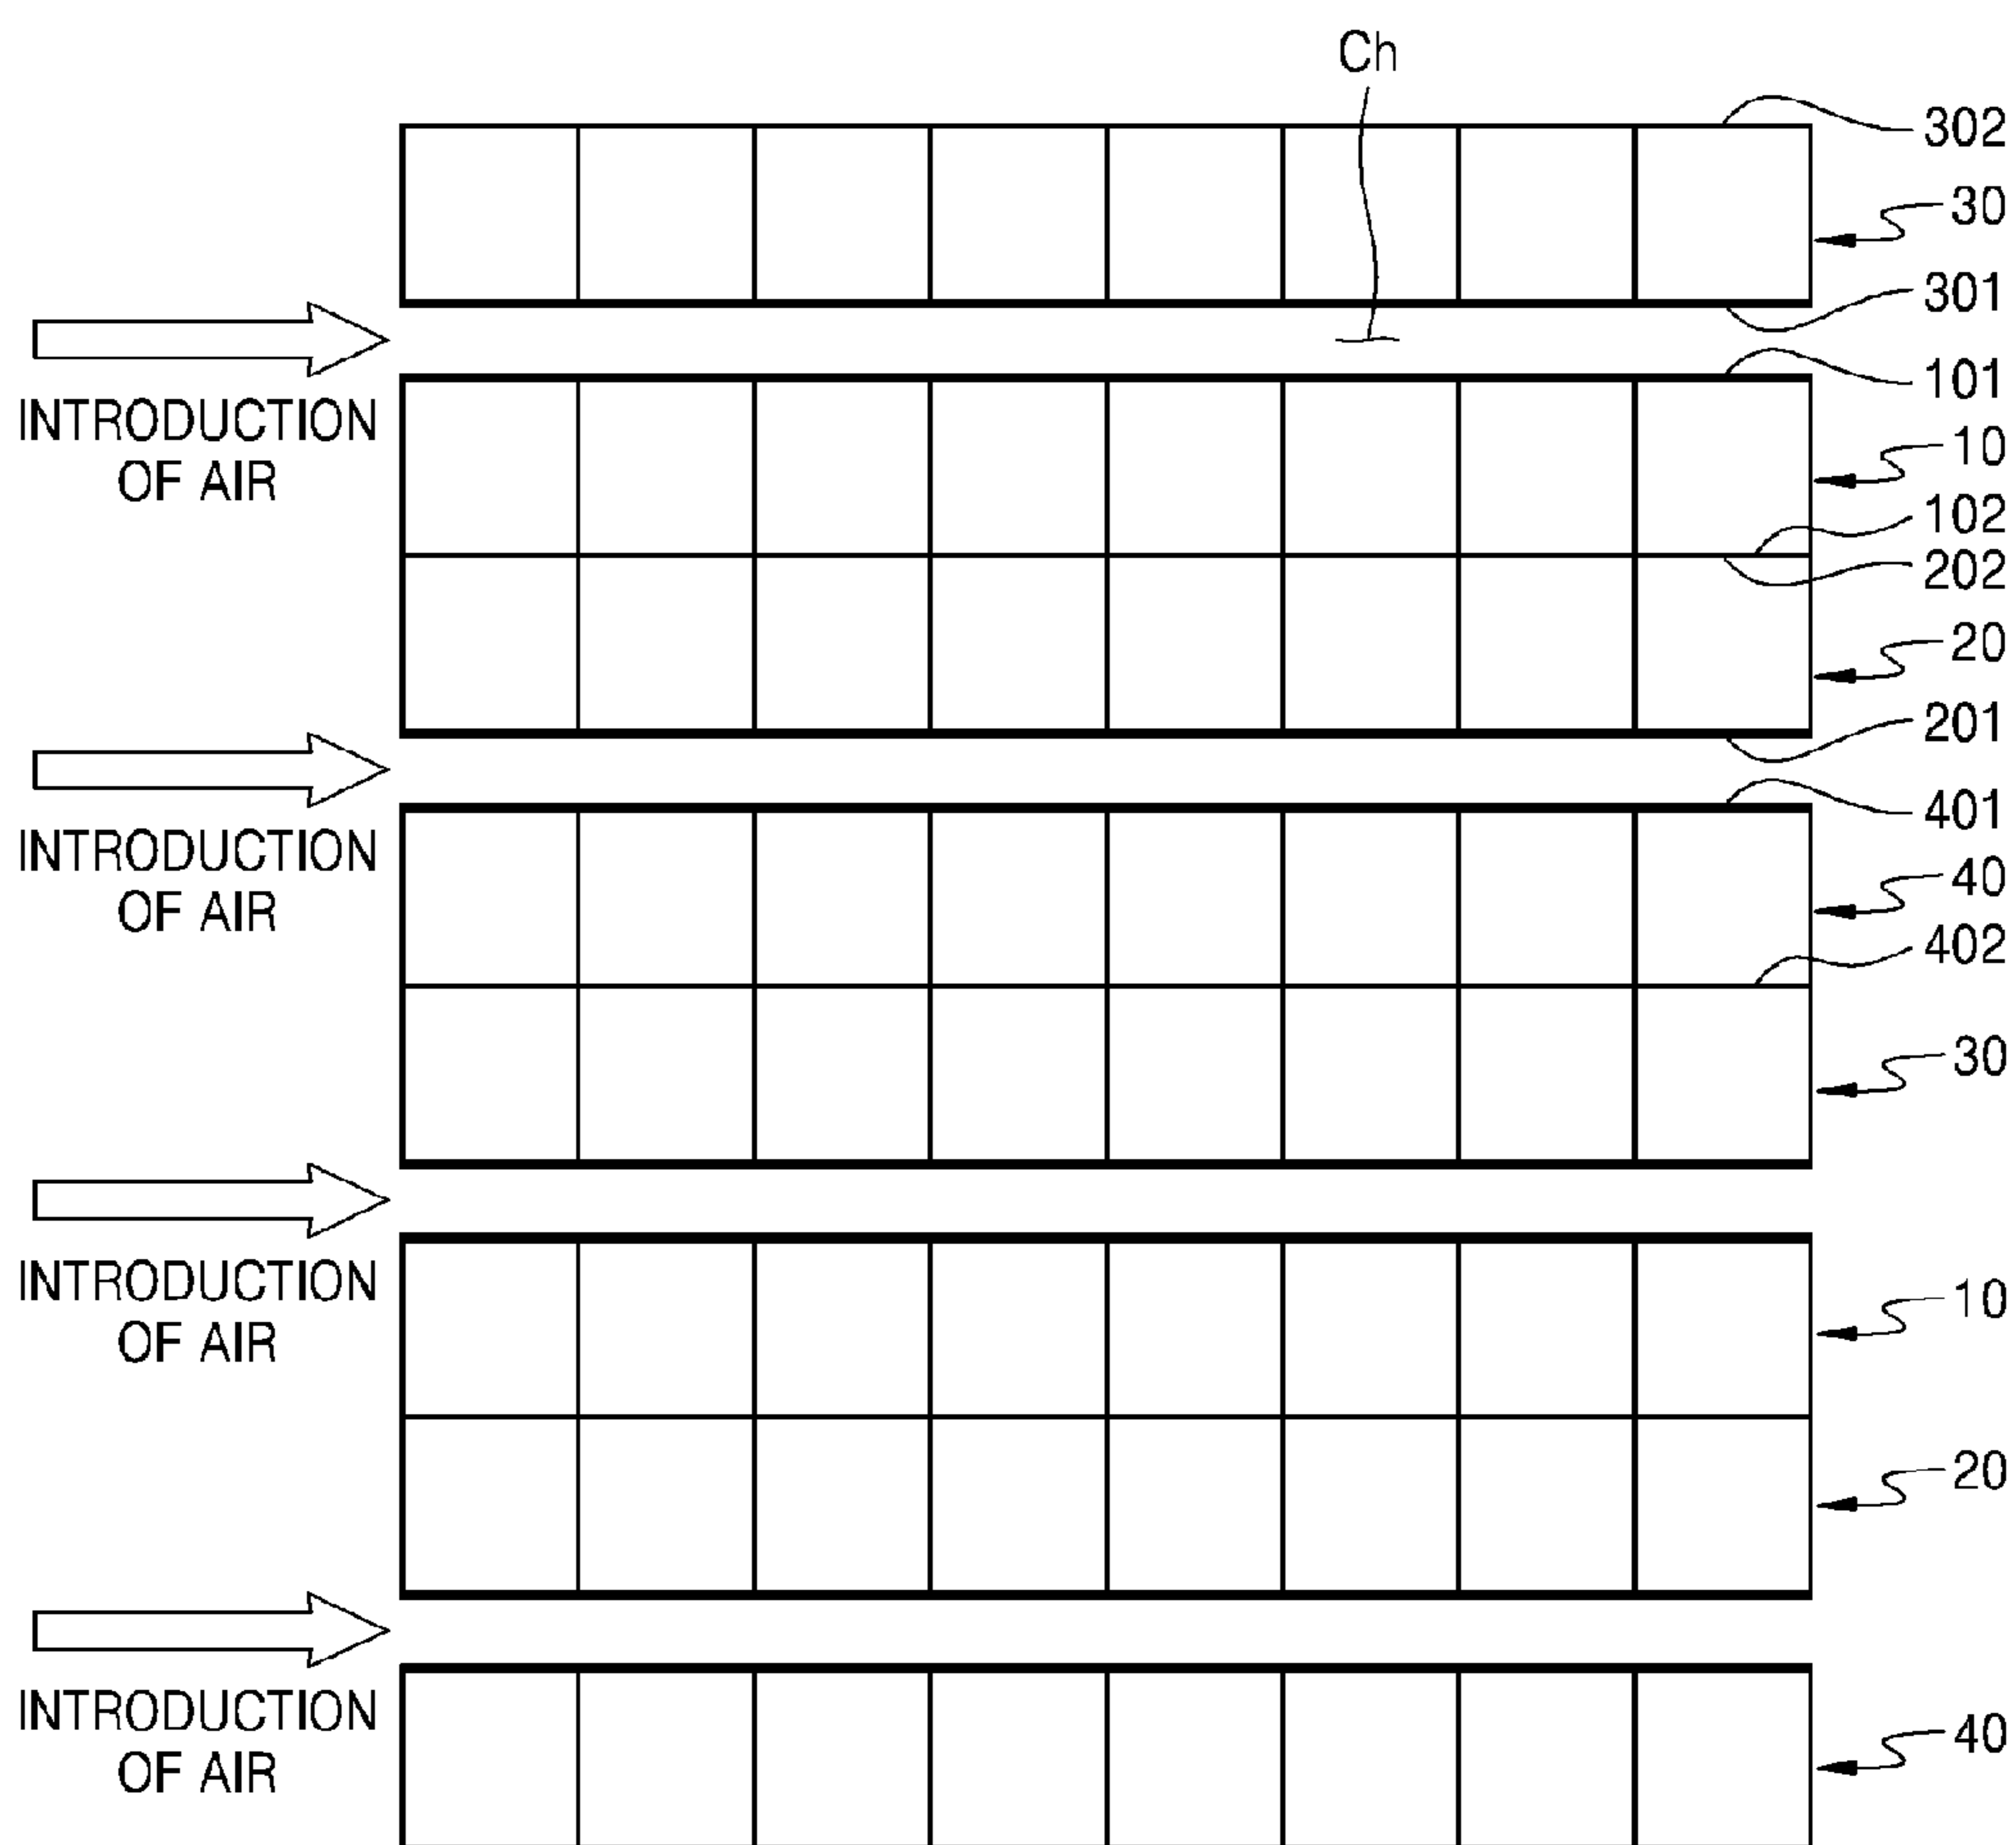 Ch
302
30
301
INTRODUCTION
OF AIR
101
10
102
202
20
201
INTRODUCTION
OF AIR
401
40
402
30
INTRODUCTION
OF AIR
10
20
INTRODUCTION
OF AIR
40